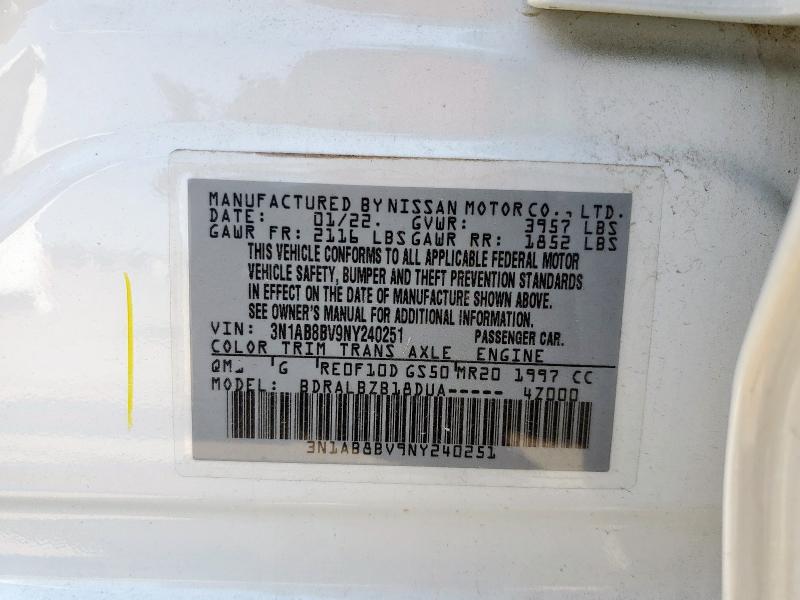 MANUFACTURED BY NISSAN MOTOR CO., LTD.
DATE: 01/22. GVWR: 3957 LBS
GAWR FR: 2116 LBS GAWR RR: 1852 LBS
THIS VEHICLE CONFORMS TO ALL APPLICABLE FEDERAL MOTOR
VEHICLE SAFETY, BUMPER AND THEFT PREVENTION STANDARDS
IN EFFECT ON THE DATE OF MANUFACTURE SHOWN ABOVE.
SEE OWNER'S MANUAL FOR ADDITIONAL INFORMATION.
VIN: 3N1AB8BV9NY240251 PASSENGER CAR.
COLOR TRIM TRANS AXLE ENGINE
G RE0F10D GS50 MR20 1997 CC
MODEL: BDRALBZB18DUA----- 4Z000
3N1AB8BV9NY240251